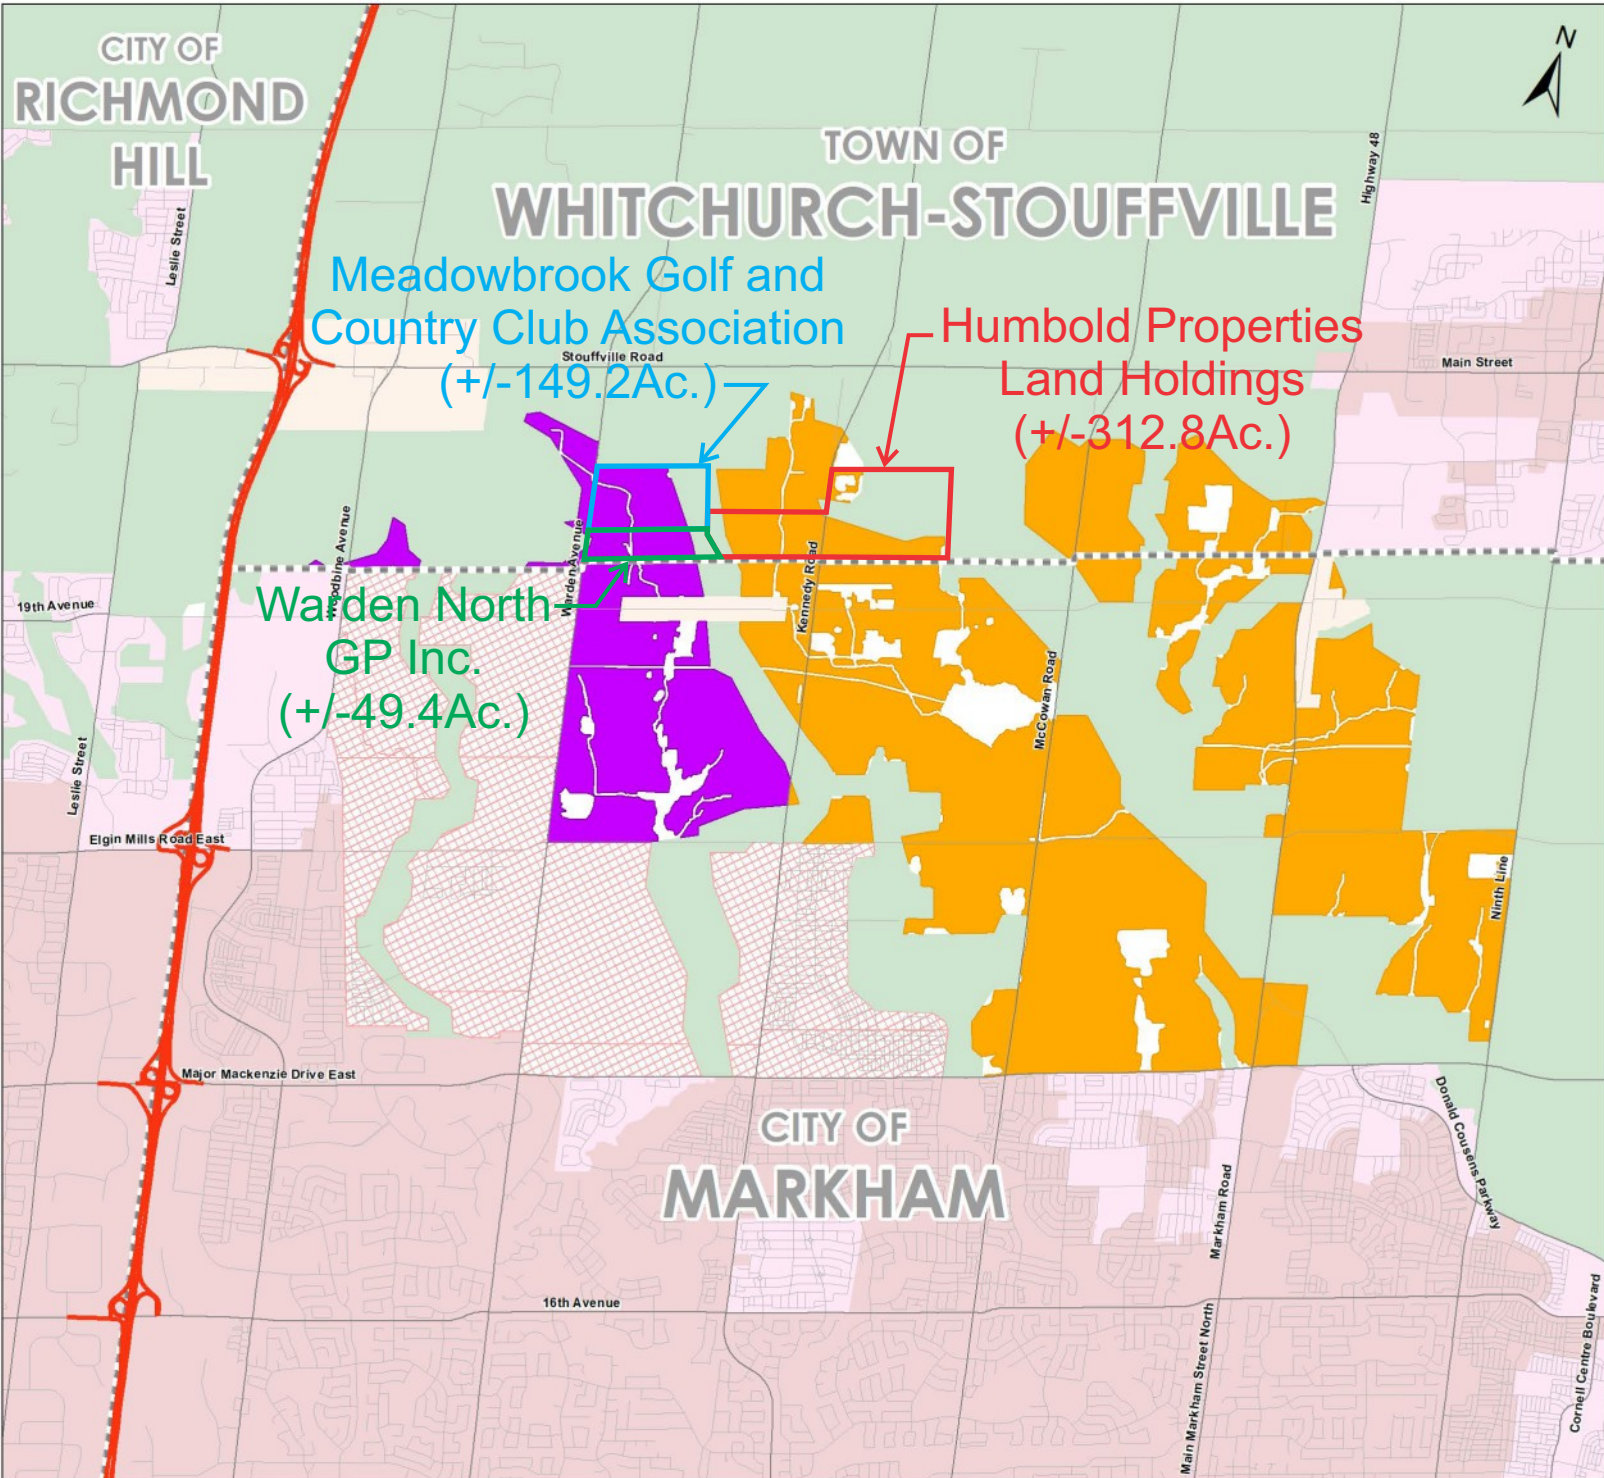 CITY OF
RICHMOND
HILL
N
TOWN OF
WHITCHURCH-STOUFFVILLE
Highway 48
Leslie Street
Meadowbrook Golf and
Country Club Association
(+/-149.2Ac.)
Humbold Properties
Land Holdings
(+/-312.8Ac.)
Stouffville Road
Main Street
Woodbine Avenue
Warden Avenue
Kennedy Road
19th Avenue
Warden North
GP Inc.
(+/-49.4Ac.)
McCowan Road
Leslie Street
Elgin Mills Road East
Ninth Line
Major Mackenzie Drive East
CITY OF
MARKHAM
Donald Cousens Parkway
Markham Road
16th Avenue
Main Markham Street North
Cornell Centre Boulevard